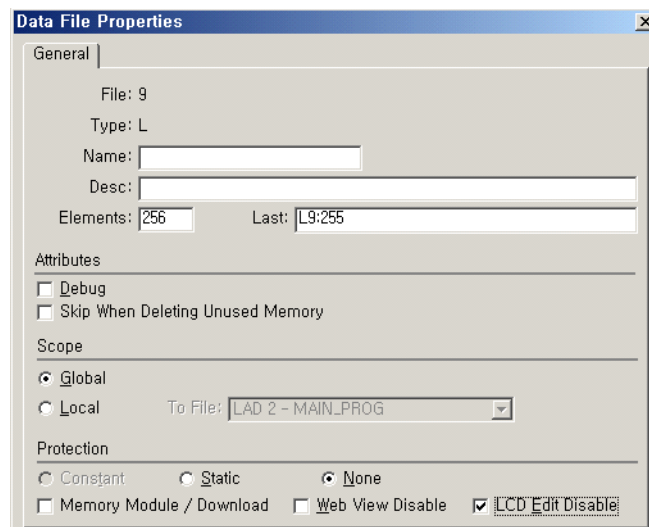 Data File Properties
General
File: 9
Type: L
Name:
Desc:
Elements: 256 Last: L9:255
Attributes
Debug
Skip When Deleting Unused Memory
Scope
Global
Local To File: LAD 2 - MAIN_PROG
Protection
Constant Static None
Memory Module / Download Web View Disable LCD Edit Disable